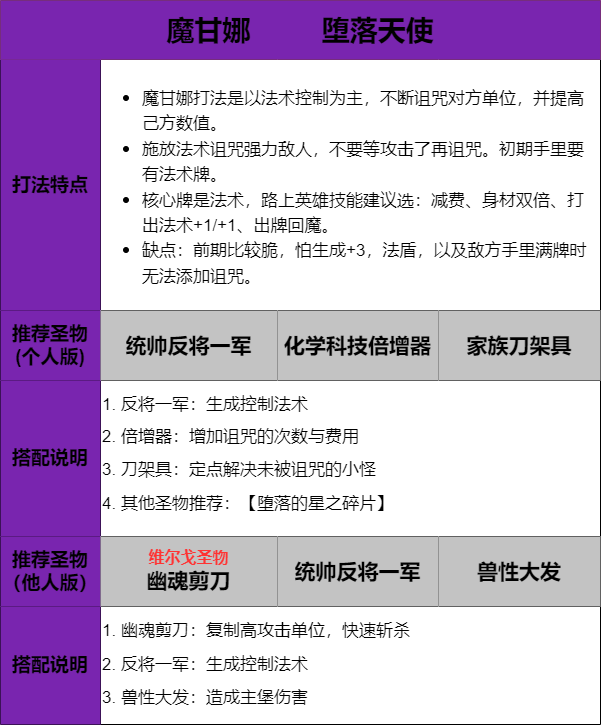 魔甘娜 堕落天使
打法特点
• 魔甘娜打法是以法术控制为主，不断诅咒对方单位，并提高
己方数值。
• 施放法术诅咒强力敌人，不要等攻击了再诅咒。初期手里要
有法术牌。
• 核心牌是法术，路上英雄技能建议选：减费、身材双倍、打
出法术+1/+1、出牌回魔。
• 缺点：前期比较脆，怕生成+3，法盾，以及敌方手里满牌时
无法添加诅咒。
推荐圣物
(个人版)
统帅反将一军 化学科技倍增器 家族刀架具
搭配说明
1. 反将一军：生成控制法术
2. 倍增器：增加诅咒的次数与费用
3. 刀架具：定点解决未被诅咒的小怪
4. 其他圣物推荐：【堕落的星之碎片】
推荐圣物
（他人版）
维尔戈圣物
幽魂剪刀 统帅反将一军 兽性大发
搭配说明
1. 幽魂剪刀：复制高攻击单位，快速斩杀
2. 反将一军：生成控制法术
3. 兽性大发：造成主堡伤害